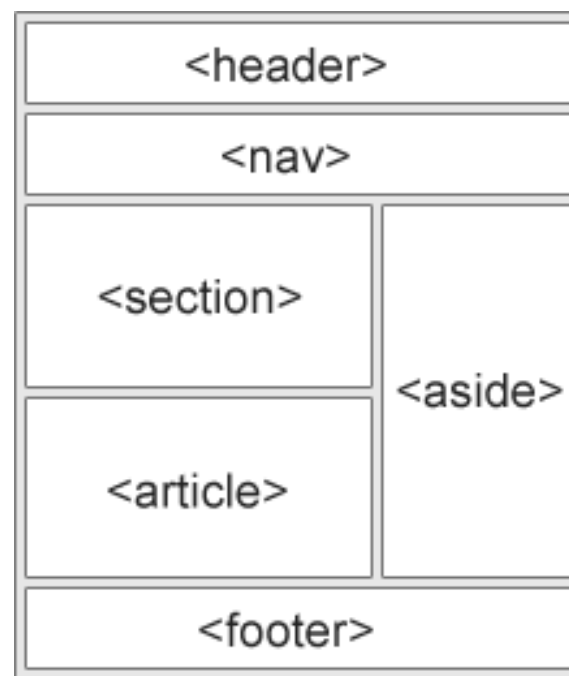 <header>
<nav>
<section>
<article>
<aside>
<footer>